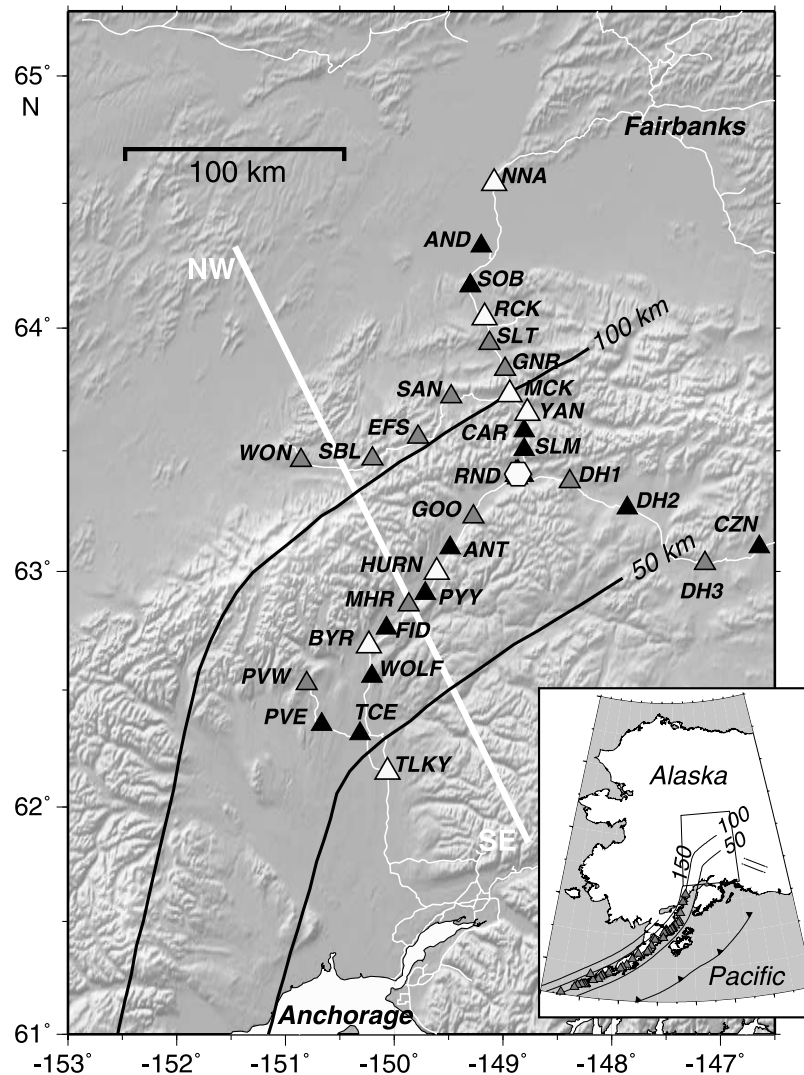 65°
N
Fairbanks
100 km
NNA
AND
NW
SOB
64°
RCK
SLT
100 km
GNR
SAN
MCK
YAN
EFS
CAR
WON
SBL
SLM
RND
DH1
GOO
DH2
CZN
ANT
63°
HURN
50 km
DH3
MHR
PYY
BYR
FID
PVW
WOLF
PVE
TCE
TLKY
62°
SE
Alaska
100
50
150
Pacific
Anchorage
61°
-153° -152° -151° -150° -149° -148° -147°